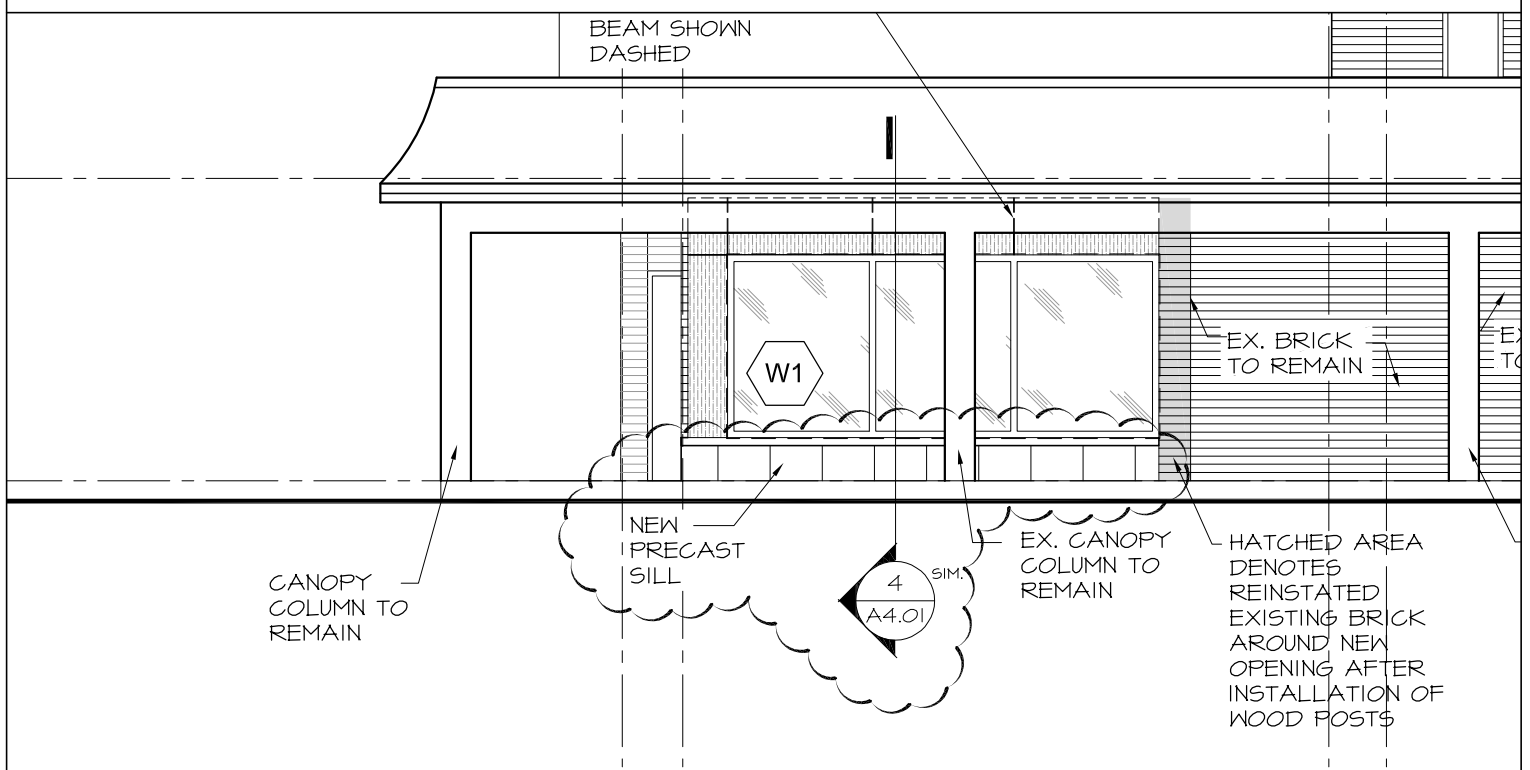 BEAM SHOWN
DASHED
W1
EX. BRICK
TO REMAIN
EX
TO
NEW
PRECAST
SILL
EX. CANOPY
COLUMN TO
REMAIN
CANOPY
COLUMN TO
REMAIN
4
SIM.
A4.01
HATCHED AREA
DENOTES
REINSTATED
EXISTING BRICK
AROUND NEW
OPENING AFTER
INSTALLATION OF
WOOD POSTS